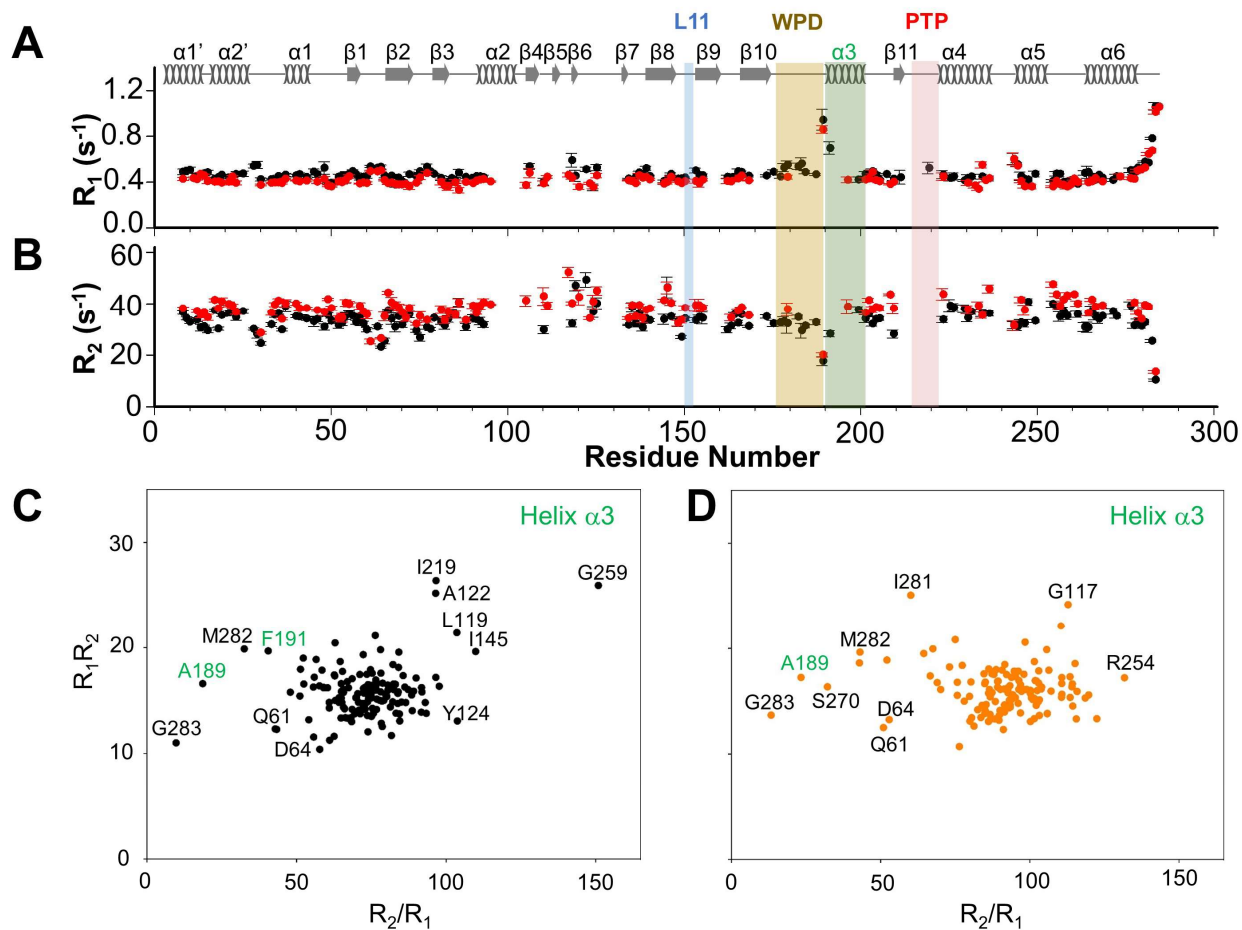 L11 WPD PTP
A
α1’ α2’ α1 β1 β2 β3 α2 β4 β5 β6 β7 β8 β9 β10 α3 β11 α4 α5 α6
1.2
0.8
0.4
0.0
R1 (s-1)
B
60
40
20
0
R2 (s-1)
0 50 100 150 200 250 300
Residue Number
C
Helix α3
30
20
10
0
R1R2
I219
A122
G259
L119
I145
M282 F191
A189
Y124
Q61
G283
D64
0 50 100 150
R2/R1
D
Helix α3
I281
G117
M282
A189
R254
S270
G283
D64
Q61
0 50 100 150
R2/R1